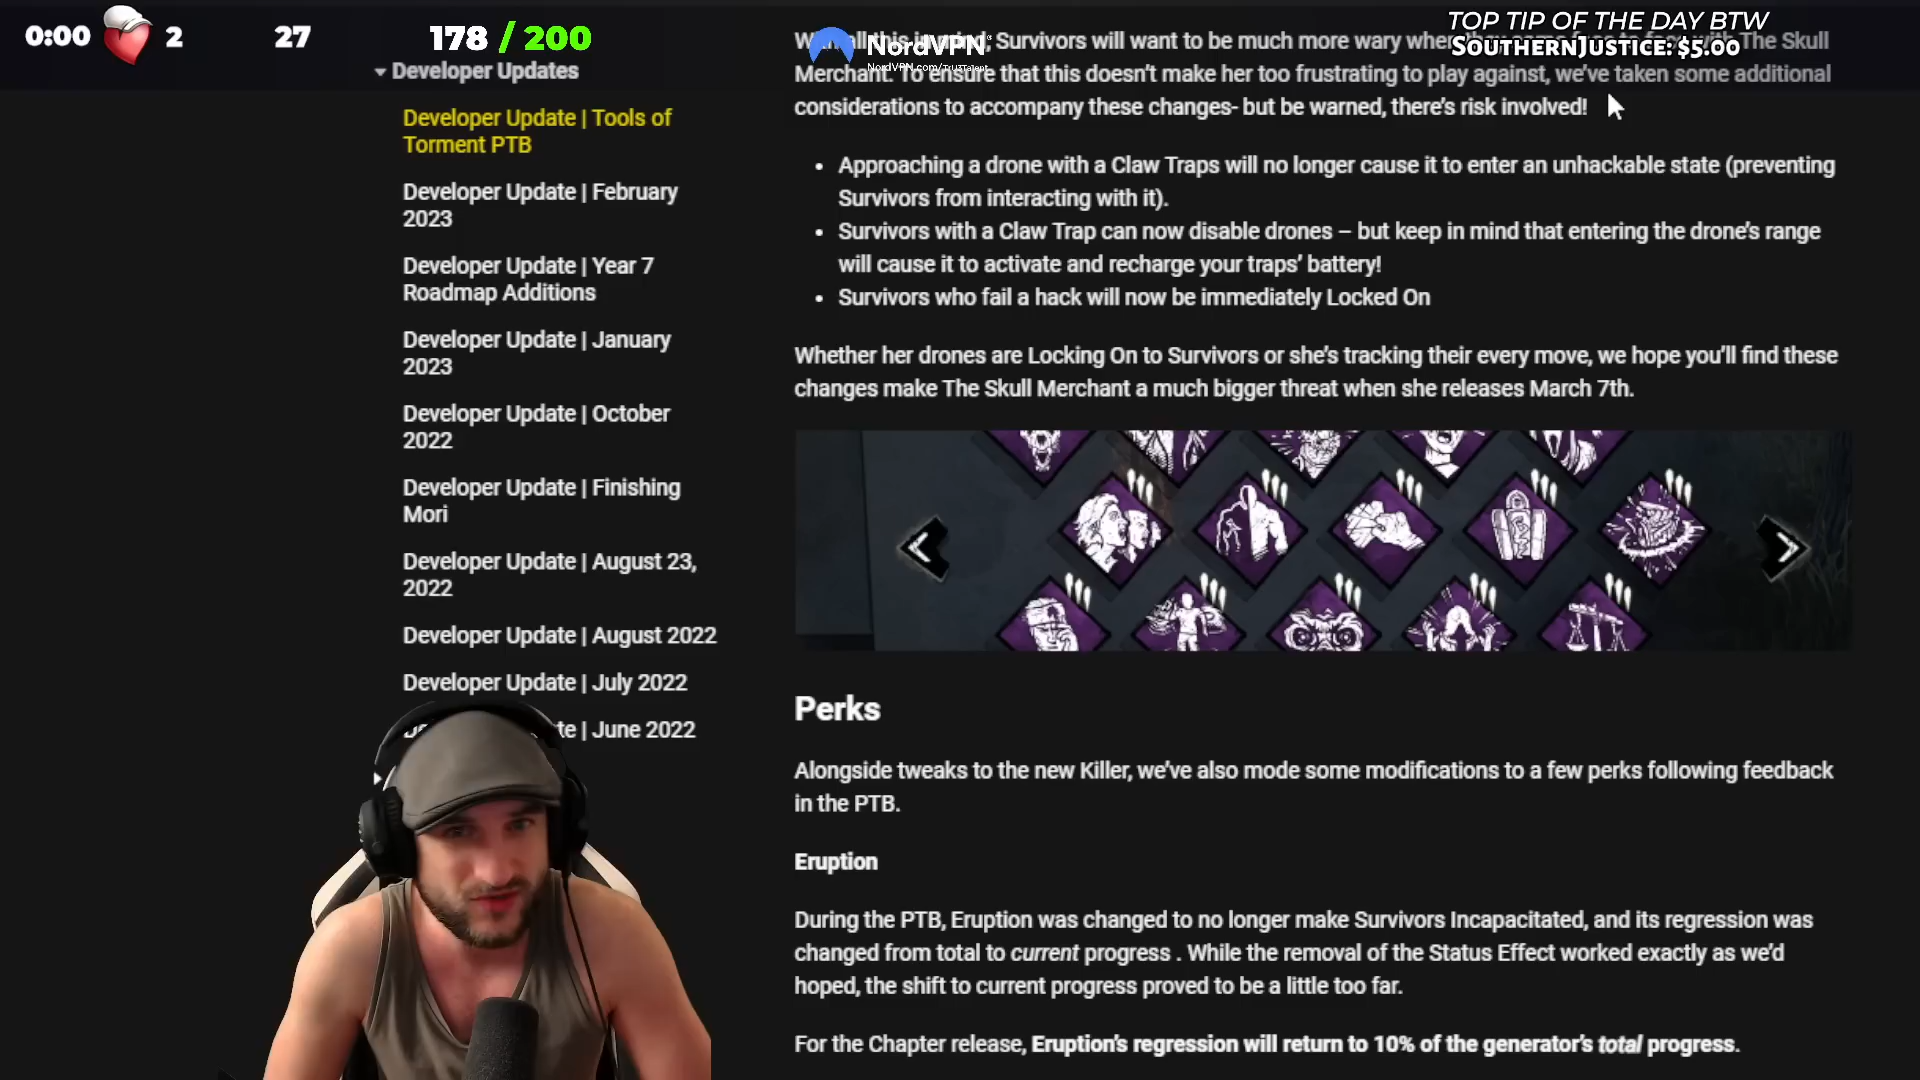 0:00 2 27 178 / 200
TOP TIP OF THE DAY BTW
SouthernJustice: $5.00
NordVPN
NordVPN.com/Tru3Talent
Developer Updates
Developer Update | Tools of
Torment PTB
Developer Update | February
2023
Developer Update | Year 7
Roadmap Additions
Developer Update | January
2023
Developer Update | October
2022
Developer Update | Finishing
Mori
Developer Update | August 23,
2022
Developer Update | August 2022
Developer Update | July 2022
te | June 2022
all this Survivors will want to be much more wary The Skull
Merchant. To ensure that this doesn't make her too frustrating to play against, we've taken some additional
considerations to accompany these changes- but be warned, there's risk involved!
• Approaching a drone with a Claw Traps will no longer cause it to enter an unhackable state (preventing
Survivors from interacting with it).
• Survivors with a Claw Trap can now disable drones – but keep in mind that entering the drone's range
will cause it to activate and recharge your traps' battery!
• Survivors who fail a hack will now be immediately Locked On
Whether her drones are Locking On to Survivors or she's tracking their every move, we hope you'll find these
changes make The Skull Merchant a much bigger threat when she releases March 7th.
Perks
Alongside tweaks to the new Killer, we've also mode some modifications to a few perks following feedback
in the PTB.
Eruption
During the PTB, Eruption was changed to no longer make Survivors Incapacitated, and its regression was
changed from total to current progress . While the removal of the Status Effect worked exactly as we'd
hoped, the shift to current progress proved to be a little too far.
For the Chapter release, Eruption's regression will return to 10% of the generator's total progress.